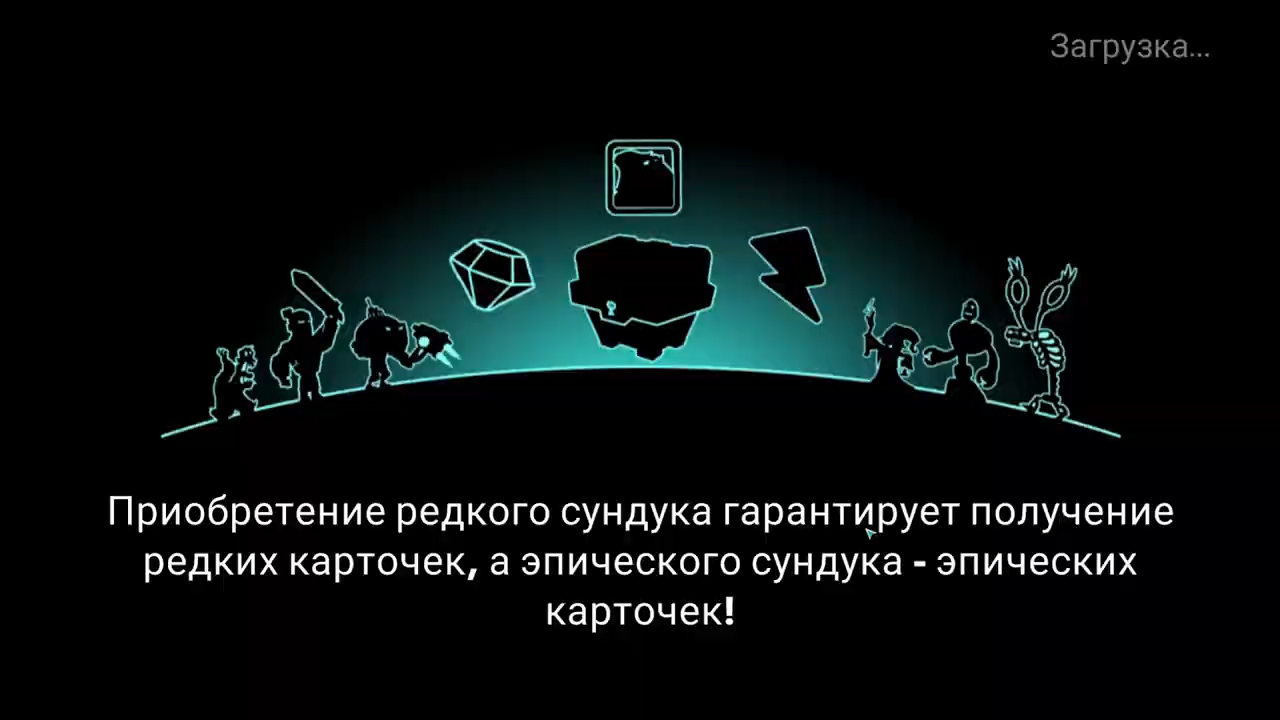 Загрузка...
Приобретение редкого сундука гарантирует получение
редких карточек, а эпического сундука - эпических
карточек!